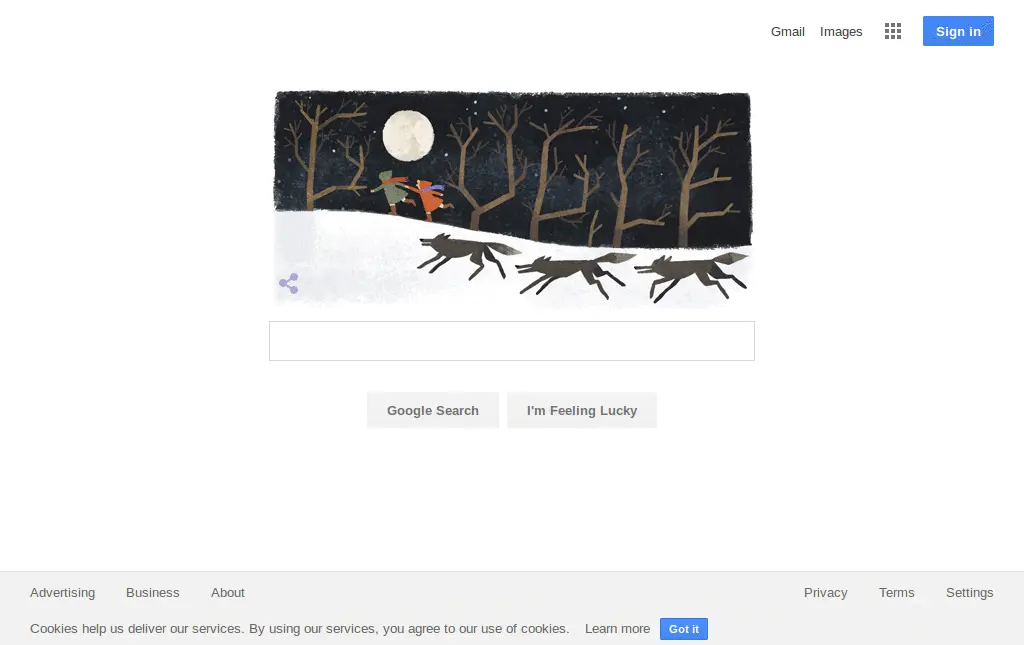 Gmail Images Sign in
Google Search I'm Feeling Lucky
Advertising Business About Privacy Terms Settings
Cookies help us deliver our services. By using our services, you agree to our use of cookies. Learn more Got it